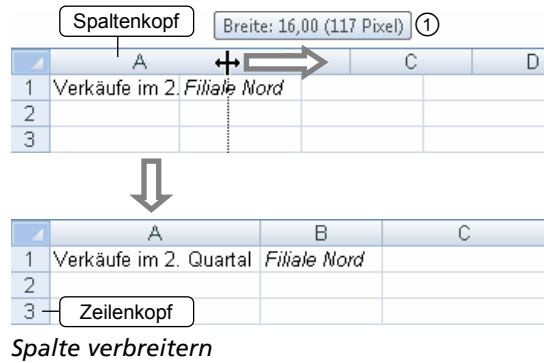 Spaltenkopf
Breite: 16,00 (117 Pixel) 1
A C D
1 Verkäufe im 2. Filiale Nord
2
3
A B C
1 Verkäufe im 2. Quartal Filiale Nord
2
3 Zeilenkopf
Spalte verbreitern